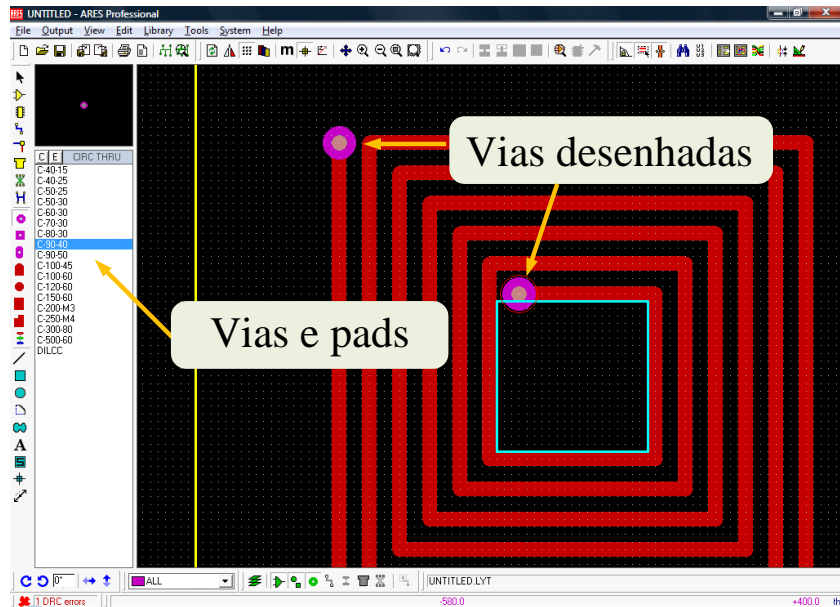 UNTITLED - ARES Professional
File Output View Edit Library Tools System Help
m
C E CIRC THRU
C-40-15
C-40-25
C-50-25
C-50-30
C-60-30
C-70-30
C-80-30
C-90-40
C-90-50
C-100-45
C-100-60
C-120-60
C-150-60
C-200-M3
C-250-M4
C-300-80
C-500-60
DILCC
A
Vias desenhadas
Vias e pads
0° ALL UNTITLED.LYT
1 DRC errors -580.0 +400.0 th